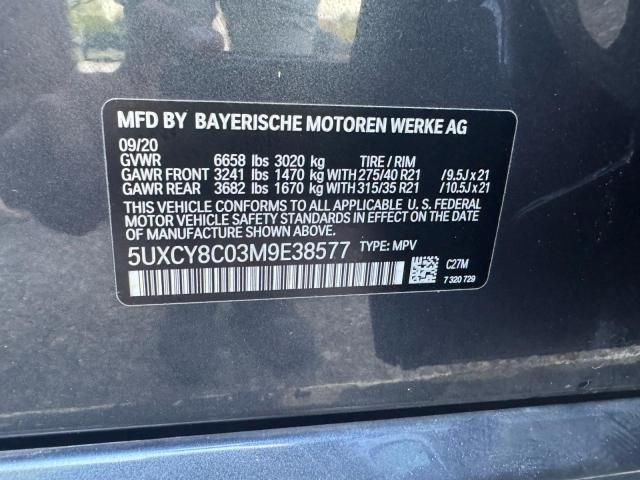 MFD BY BAYERISCHE MOTOREN WERKE AG
09/20
GVWR 6658 lbs 3020 kg TIRE / RIM
GAWR FRONT 3241 lbs 1470 kg WITH 275/40 R21 /9.5J x 21
GAWR REAR 3682 lbs 1670 kg WITH 315/35 R21 /10.5J x 21
THIS VEHICLE CONFORMS TO ALL APPLICABLE U. S. FEDERAL
MOTOR VEHICLE SAFETY STANDARDS IN EFFECT ON THE DATE
OF MANUFACTURE SHOWN ABOVE.
5UXCY8C03M9E38577 TYPE: MPV
C27M
7 320 729